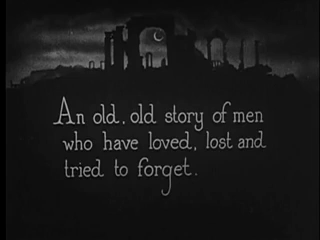 An old, old story of men
who have loved, lost and
tried to forget.